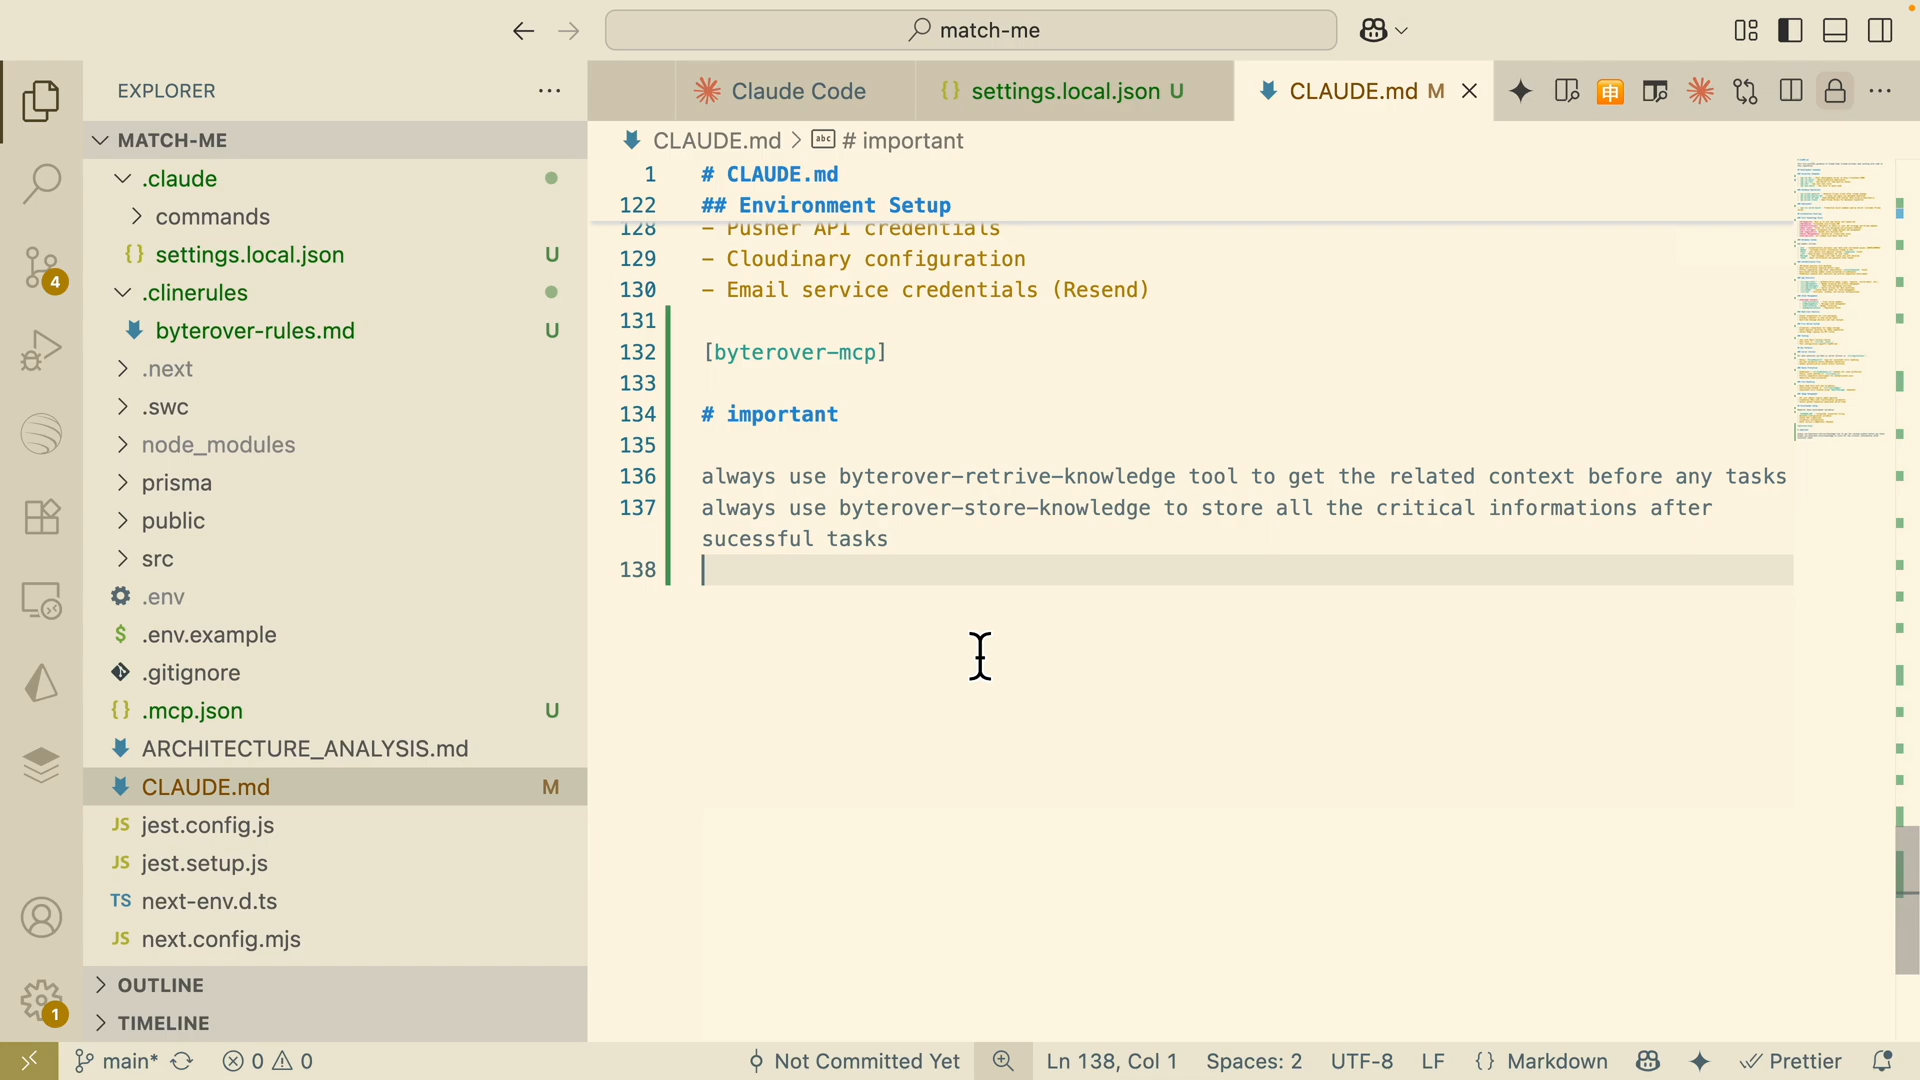 match-me
EXPLORER
Claude Code
settings.local.json U
CLAUDE.md M
MATCH-ME
.claude
commands
settings.local.json U
.clinerules
byterover-rules.md U
.next
.swc
node_modules
prisma
public
src
.env
.env.example
.gitignore
.mcp.json U
ARCHITECTURE_ANALYSIS.md
CLAUDE.md M
jest.config.js
jest.setup.js
next-env.d.ts
next.config.mjs
OUTLINE
TIMELINE
4
1
CLAUDE.md > # important
1 # CLAUDE.md
122 ## Environment Setup
128 - Pusher API credentials
129 - Cloudinary configuration
130 - Email service credentials (Resend)
131
132 [byterover-mcp]
133
134 # important
135
136 always use byterover-retrive-knowledge tool to get the related context before any tasks
137 always use byterover-store-knowledge to store all the critical informations after
sucessful tasks
138
main* 0 0 Not Committed Yet Ln 138, Col 1 Spaces: 2 UTF-8 LF {} Markdown Prettier